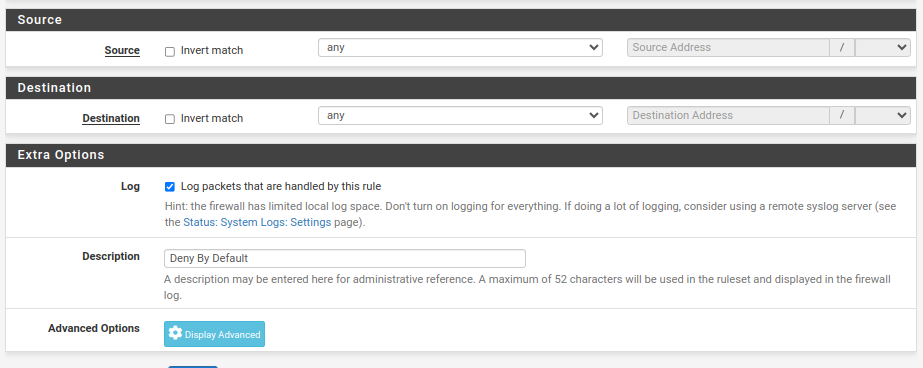 Source
Source Invert match any Source Address /
Destination
Destination Invert match any Destination Address /
Extra Options
Log Log packets that are handled by this rule
Hint: the firewall has limited local log space. Don't turn on logging for everything. If doing a lot of logging, consider using a remote syslog server (see
the Status: System Logs: Settings page).
Description Deny By Default
A description may be entered here for administrative reference. A maximum of 52 characters will be used in the ruleset and displayed in the firewall
log.
Advanced Options Display Advanced